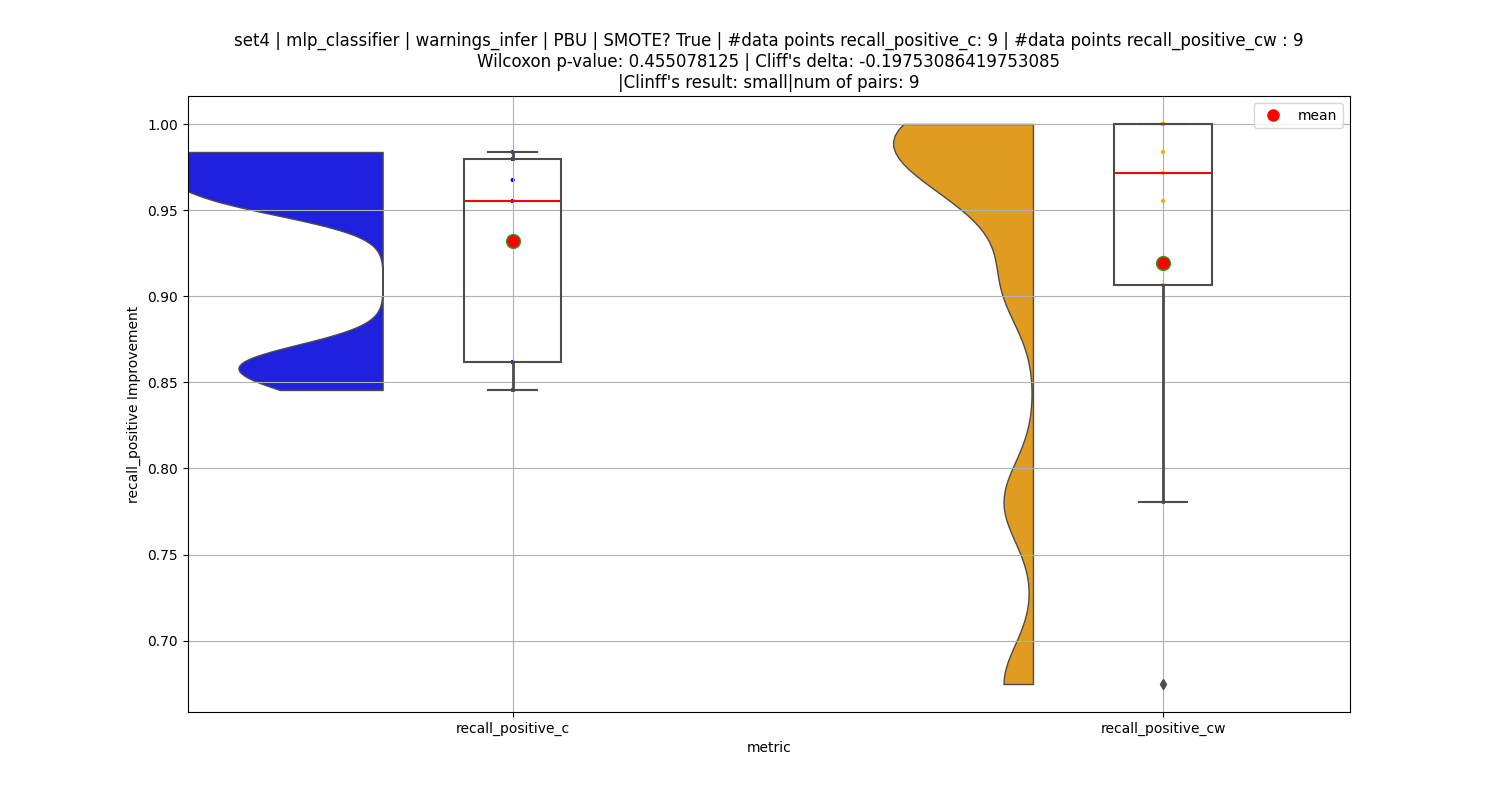 set4 | mlp_classifier | warnings_infer | PBU | SMOTE? True | #data points recall_positive_c: 9 | #data points recall_positive_cw : 9
Wilcoxon p-value: 0.455078125 | Cliff's delta: -0.19753086419753085
|Clinff's result: small|num of pairs: 9
mean
1.00
0.95
0.90
0.85
0.80
0.75
0.70
recall_positive Improvement
recall_positive_c
recall_positive_cw
metric